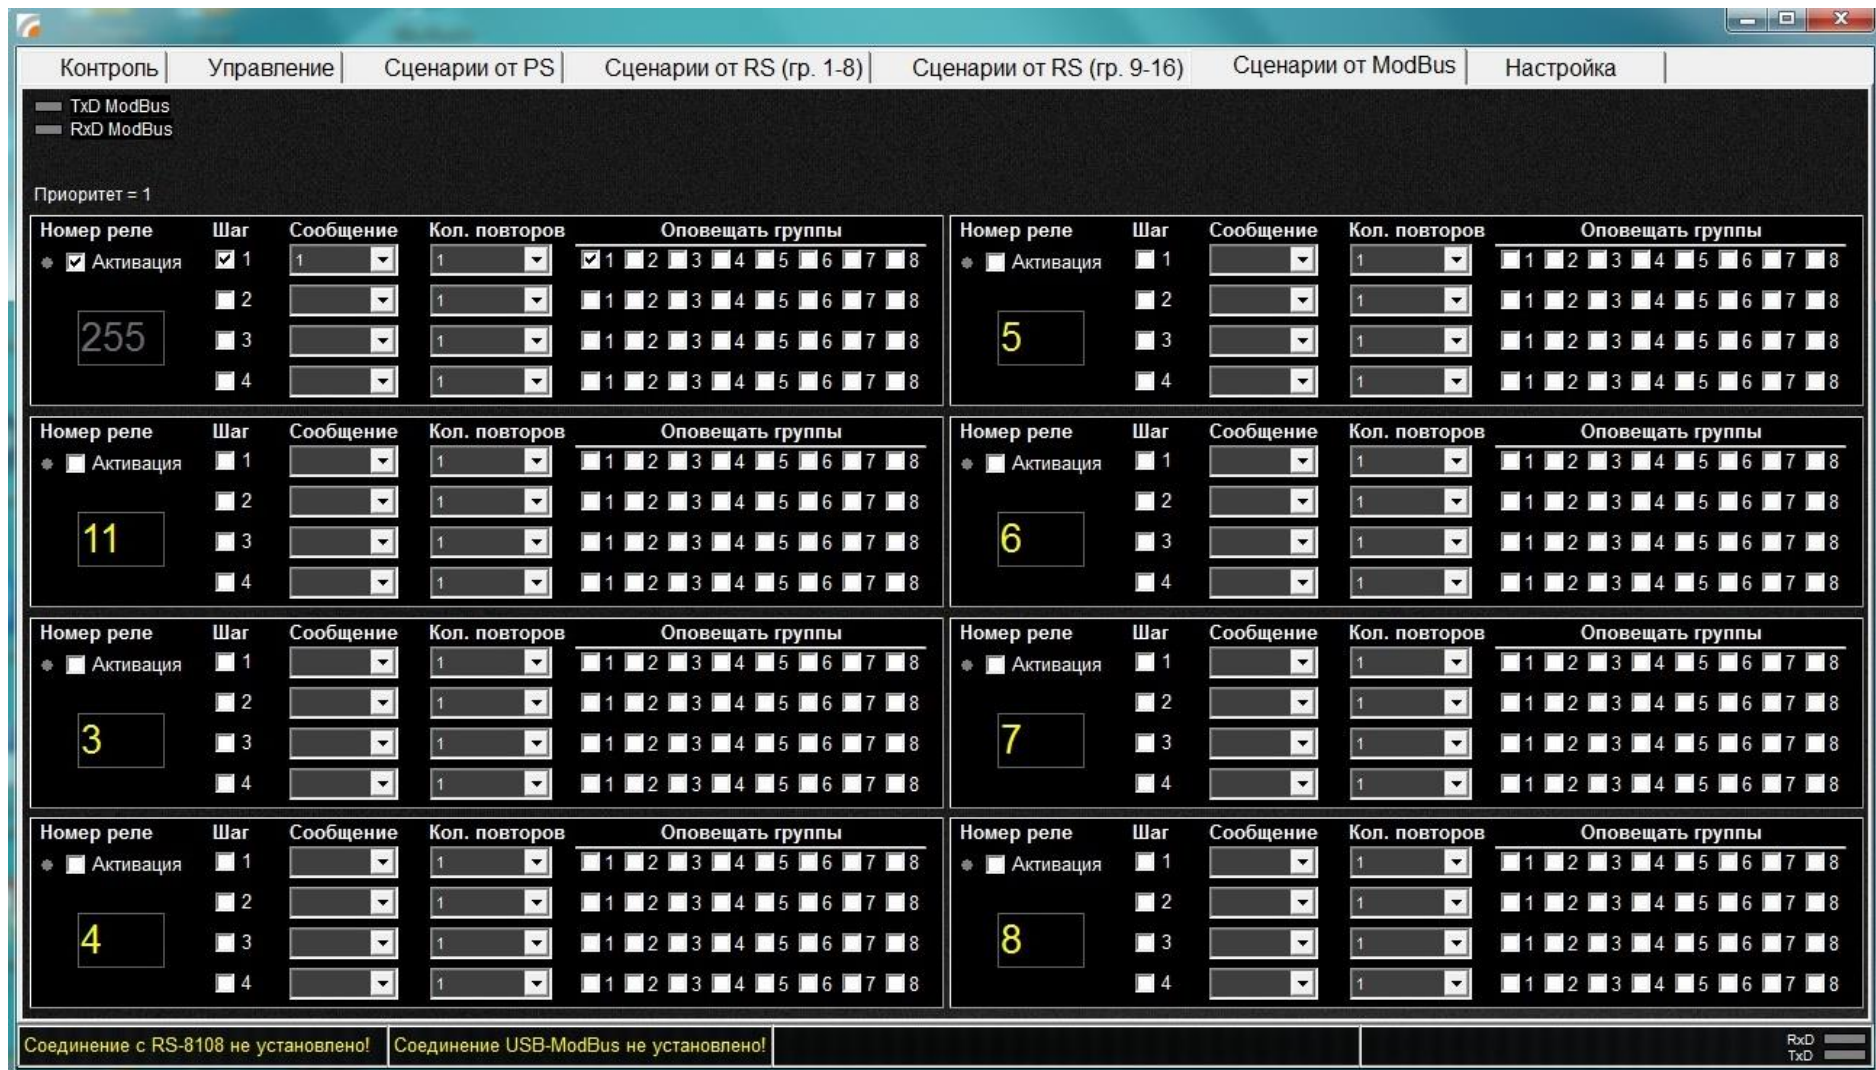 Контроль Управление Сценарии от PS Сценарии от RS (гр. 1-8) Сценарии от RS (гр. 9-16) Сценарии от ModBus Настройка
TxD ModBus
RxD ModBus
Приоритет = 1
Номер реле Шаг Сообщение Кол. повторов Оповещать группы
Активация 1 1 1 1 2 3 4 5 6 7 8
2 1 1 2 3 4 5 6 7 8
255 3 1 1 2 3 4 5 6 7 8
4 1 1 2 3 4 5 6 7 8
Номер реле Шаг Сообщение Кол. повторов Оповещать группы
Активация 1 1 1 2 3 4 5 6 7 8
2 1 1 2 3 4 5 6 7 8
5 3 1 1 2 3 4 5 6 7 8
4 1 1 2 3 4 5 6 7 8
Номер реле Шаг Сообщение Кол. повторов Оповещать группы
Активация 1 1 1 2 3 4 5 6 7 8
2 1 1 2 3 4 5 6 7 8
11 3 1 1 2 3 4 5 6 7 8
4 1 1 2 3 4 5 6 7 8
Номер реле Шаг Сообщение Кол. повторов Оповещать группы
Активация 1 1 1 2 3 4 5 6 7 8
2 1 1 2 3 4 5 6 7 8
6 3 1 1 2 3 4 5 6 7 8
4 1 1 2 3 4 5 6 7 8
Номер реле Шаг Сообщение Кол. повторов Оповещать группы
Активация 1 1 1 2 3 4 5 6 7 8
2 1 1 2 3 4 5 6 7 8
3 3 1 1 2 3 4 5 6 7 8
4 1 1 2 3 4 5 6 7 8
Номер реле Шаг Сообщение Кол. повторов Оповещать группы
Активация 1 1 1 2 3 4 5 6 7 8
2 1 1 2 3 4 5 6 7 8
7 3 1 1 2 3 4 5 6 7 8
4 1 1 2 3 4 5 6 7 8
Номер реле Шаг Сообщение Кол. повторов Оповещать группы
Активация 1 1 1 2 3 4 5 6 7 8
2 1 1 2 3 4 5 6 7 8
4 3 1 1 2 3 4 5 6 7 8
4 1 1 2 3 4 5 6 7 8
Номер реле Шаг Сообщение Кол. повторов Оповещать группы
Активация 1 1 1 2 3 4 5 6 7 8
2 1 1 2 3 4 5 6 7 8
8 3 1 1 2 3 4 5 6 7 8
4 1 1 2 3 4 5 6 7 8
Соединение с RS-8108 не установлено! Соединение USB-ModBus не установлено!
RxD
TxD